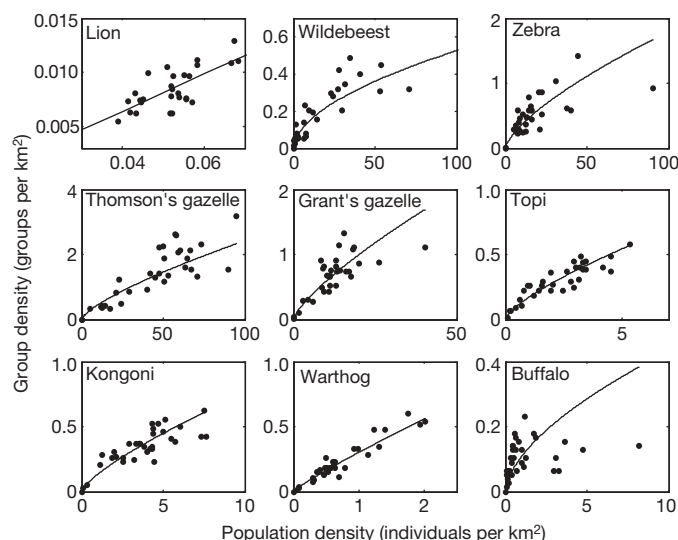 Group density (groups per km²)
Lion
0.015
0.010
0.005
0.04 0.06
Wildebeest
0.6
0.4
0.2
0
0 50 100
Zebra
2
1
0
0 50 100
Thomson's gazelle
4
2
0
0 50 100
Grant's gazelle
2
1
0
0 50
Topi
1.0
0.5
0
0 5
Kongoni
1.0
0.5
0
0 5 10
Warthog
1.0
0.5
0
0 1 2
Buffalo
0.4
0.2
0
0 5 10
Population density (individuals per km²)